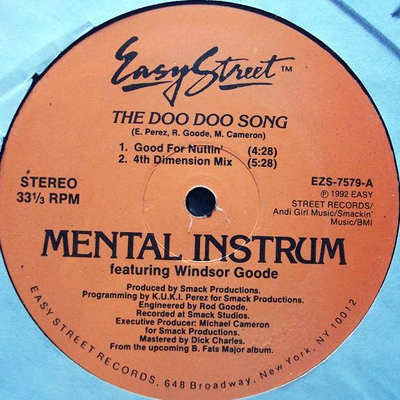 Easy Street ™
THE DOO DOO SONG
(E. Perez, R. Goode, M. Cameron)
1. Good For Nuttin' (4:28)
2. 4th Dimension Mix (5:28)
STEREO
33⅓ RPM
EZS-7579-A
℗ 1992 EASY
STREET RECORDS/
Andi Girl Music/Smackin'
Music/BMI
MENTAL INSTRUM
featuring Windsor Goode
Produced by Smack Productions.
Programming by K.U.K.I. Perez for Smack Productions.
Engineered by Rod Goode.
Recorded at Smack Studios.
Executive Producer: Michael Cameron
for Smack Productions.
Mastered by Dick Charles.
From the upcoming B. Fats Major album.
EASY STREET RECORDS, 648 Broadway, New York, NY 10012